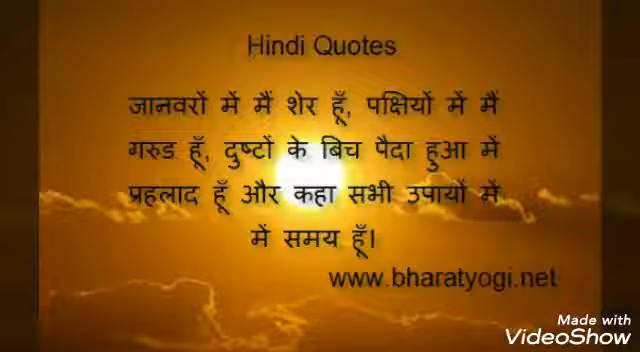 Hindi Quotes
जानवरों में मैं शेर हूँ, पक्षियों में मैं
गरुड हूँ, दुष्टों के बिच पैदा हुआ में
प्रहलाद हूँ और कहा सभी उपायों में
में समय हूँ।
www.bharatyogi.net
Made with
VideoShow